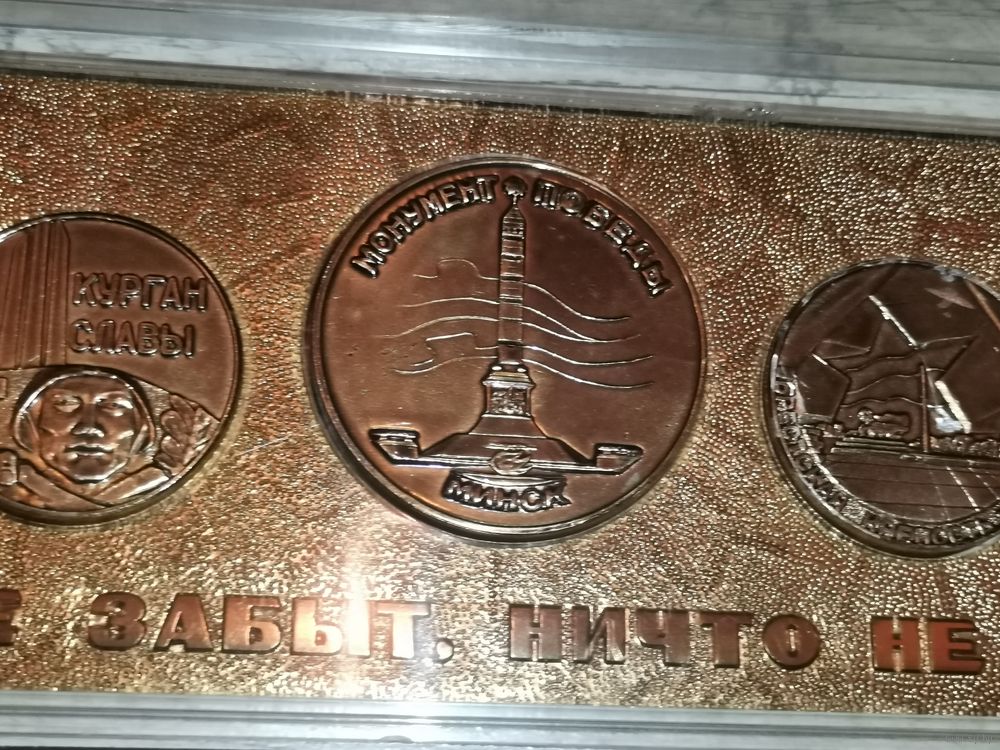 КУРГАН
СЛАВЫ
МОНУМЕНТ ПОБЕДЫ
МИНСК
ЗАБЫТ, НИЧТО НЕ